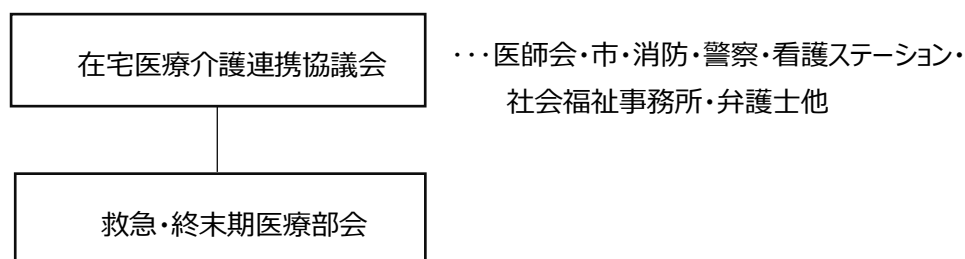 在宅医療介護連携協議会
･･･医師会・市・消防・警察・看護ステーション・
社会福祉事務所・弁護士他
救急・終末期医療部会